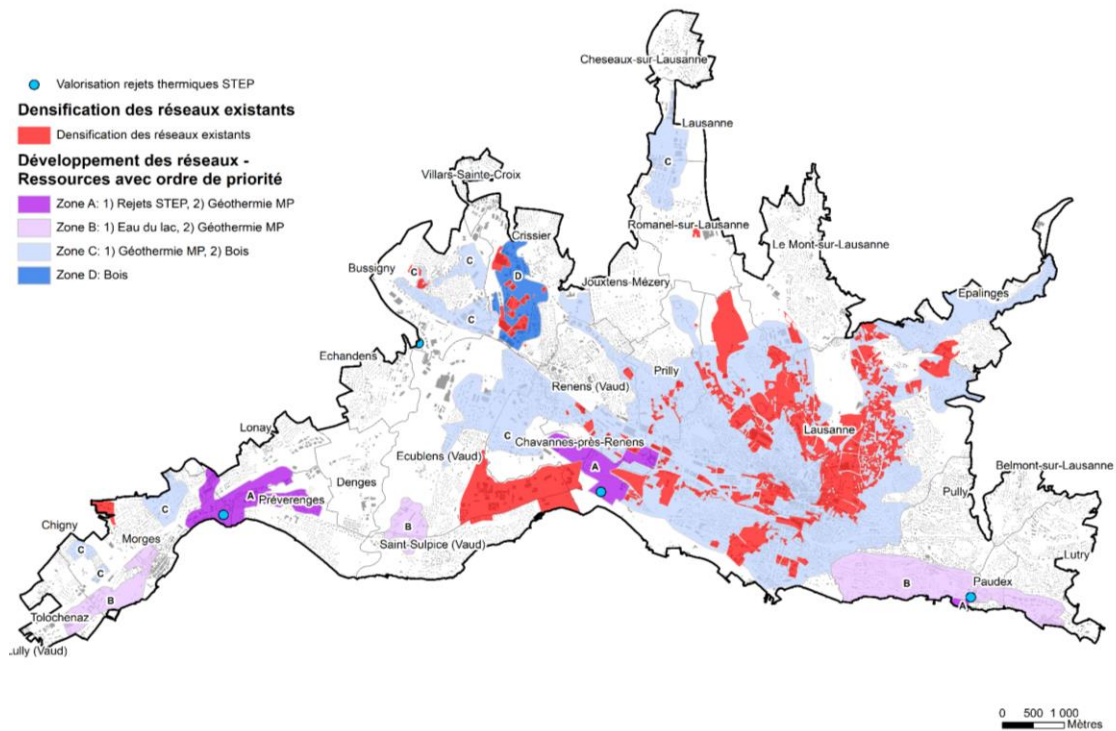 Valorisation rejets thermiques STEP
Densification des réseaux existants
Densification des réseaux existants
Développement des réseaux -
Ressources avec ordre de priorité
Zone A: 1) Rejets STEP, 2) Géothermie MP
Zone B: 1) Eau du lac, 2) Géothermie MP
Zone C: 1) Géothermie MP, 2) Bois
Zone D: Bois
Cheseaux-sur-Lausanne
Lausanne
C
Villars-Sainte-Croix
Romanel-sur-Lausanne
Crissier
Le Mont-sur-Lausanne
Bussigny
C
C
D
Jouxtens-Mézery
Epalinges
C
Echandens
Renens (Vaud)
Prilly
Lonay
Lausanne
C
Chavannes-près-Renens
Ecublens (Vaud)
A
Belmont-sur-Lausanne
Denges
Pully
A
Préverenges
C
Chigny
B
Morges
Saint-Sulpice (Vaud)
C
Lutry
C
B
Paudex
B
A
Tolochenaz
.ully (Vaud)
0 500 1 000
Mètres